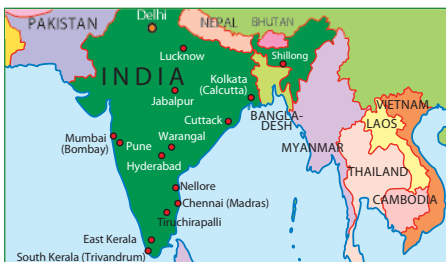 Delhi
PAKISTAN
NEPAL
BHUTAN
Lucknow
Shillong
INDIA
Kolkata
(Calcutta)
Jabalpur
VIETNAM
Cuttack
BANGLA-
DESH
LAOS
Mumbai
(Bombay)
Pune
Warangal
MYANMAR
Hyderabad
THAILAND
Nellore
CAMBODIA
Chennai (Madras)
Tiruchirapalli
East Kerala
South Kerala (Trivandrum)